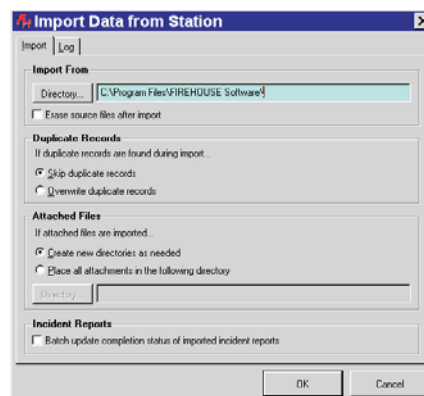 Import Data from Station
Import Log
Import From
Directory... C:\Program Files\FIREHOUSE Software\
Erase source files after import
Duplicate Records
If duplicate records are found during import...
Skip duplicate records
Overwrite duplicate records
Attached Files
If attached files are imported...
Create new directories as needed
Place all attachments in the following directory
Directory...
Incident Reports
Batch update completion status of imported incident reports
OK Cancel